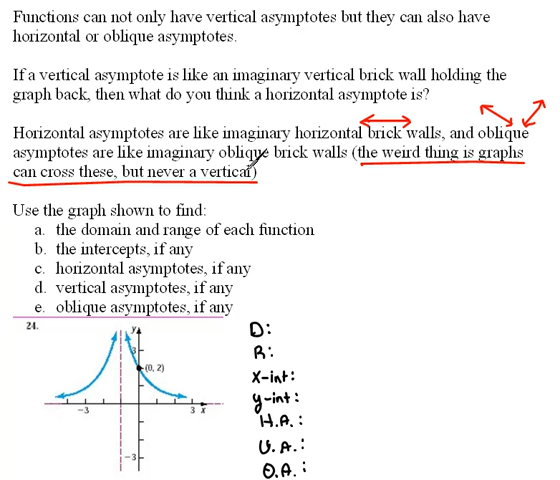 Functions can not only have vertical asymptotes but they can also have
horizontal or oblique asymptotes.
If a vertical asymptote is like an imaginary vertical brick wall holding the
graph back, then what do you think a horizontal asymptote is?
Horizontal asymptotes are like imaginary horizontal brick walls, and oblique
asymptotes are like imaginary oblique brick walls (the weird thing is graphs
can cross these, but never a vertical)
Use the graph shown to find:
a. the domain and range of each function
b. the intercepts, if any
c. horizontal asymptotes, if any
d. vertical asymptotes, if any
e. oblique asymptotes, if any
24.
y
3
(0, 2)
-3
3 x
-3
D:
R:
x-int:
y-int:
H.A.:
V.A.:
O.A.: